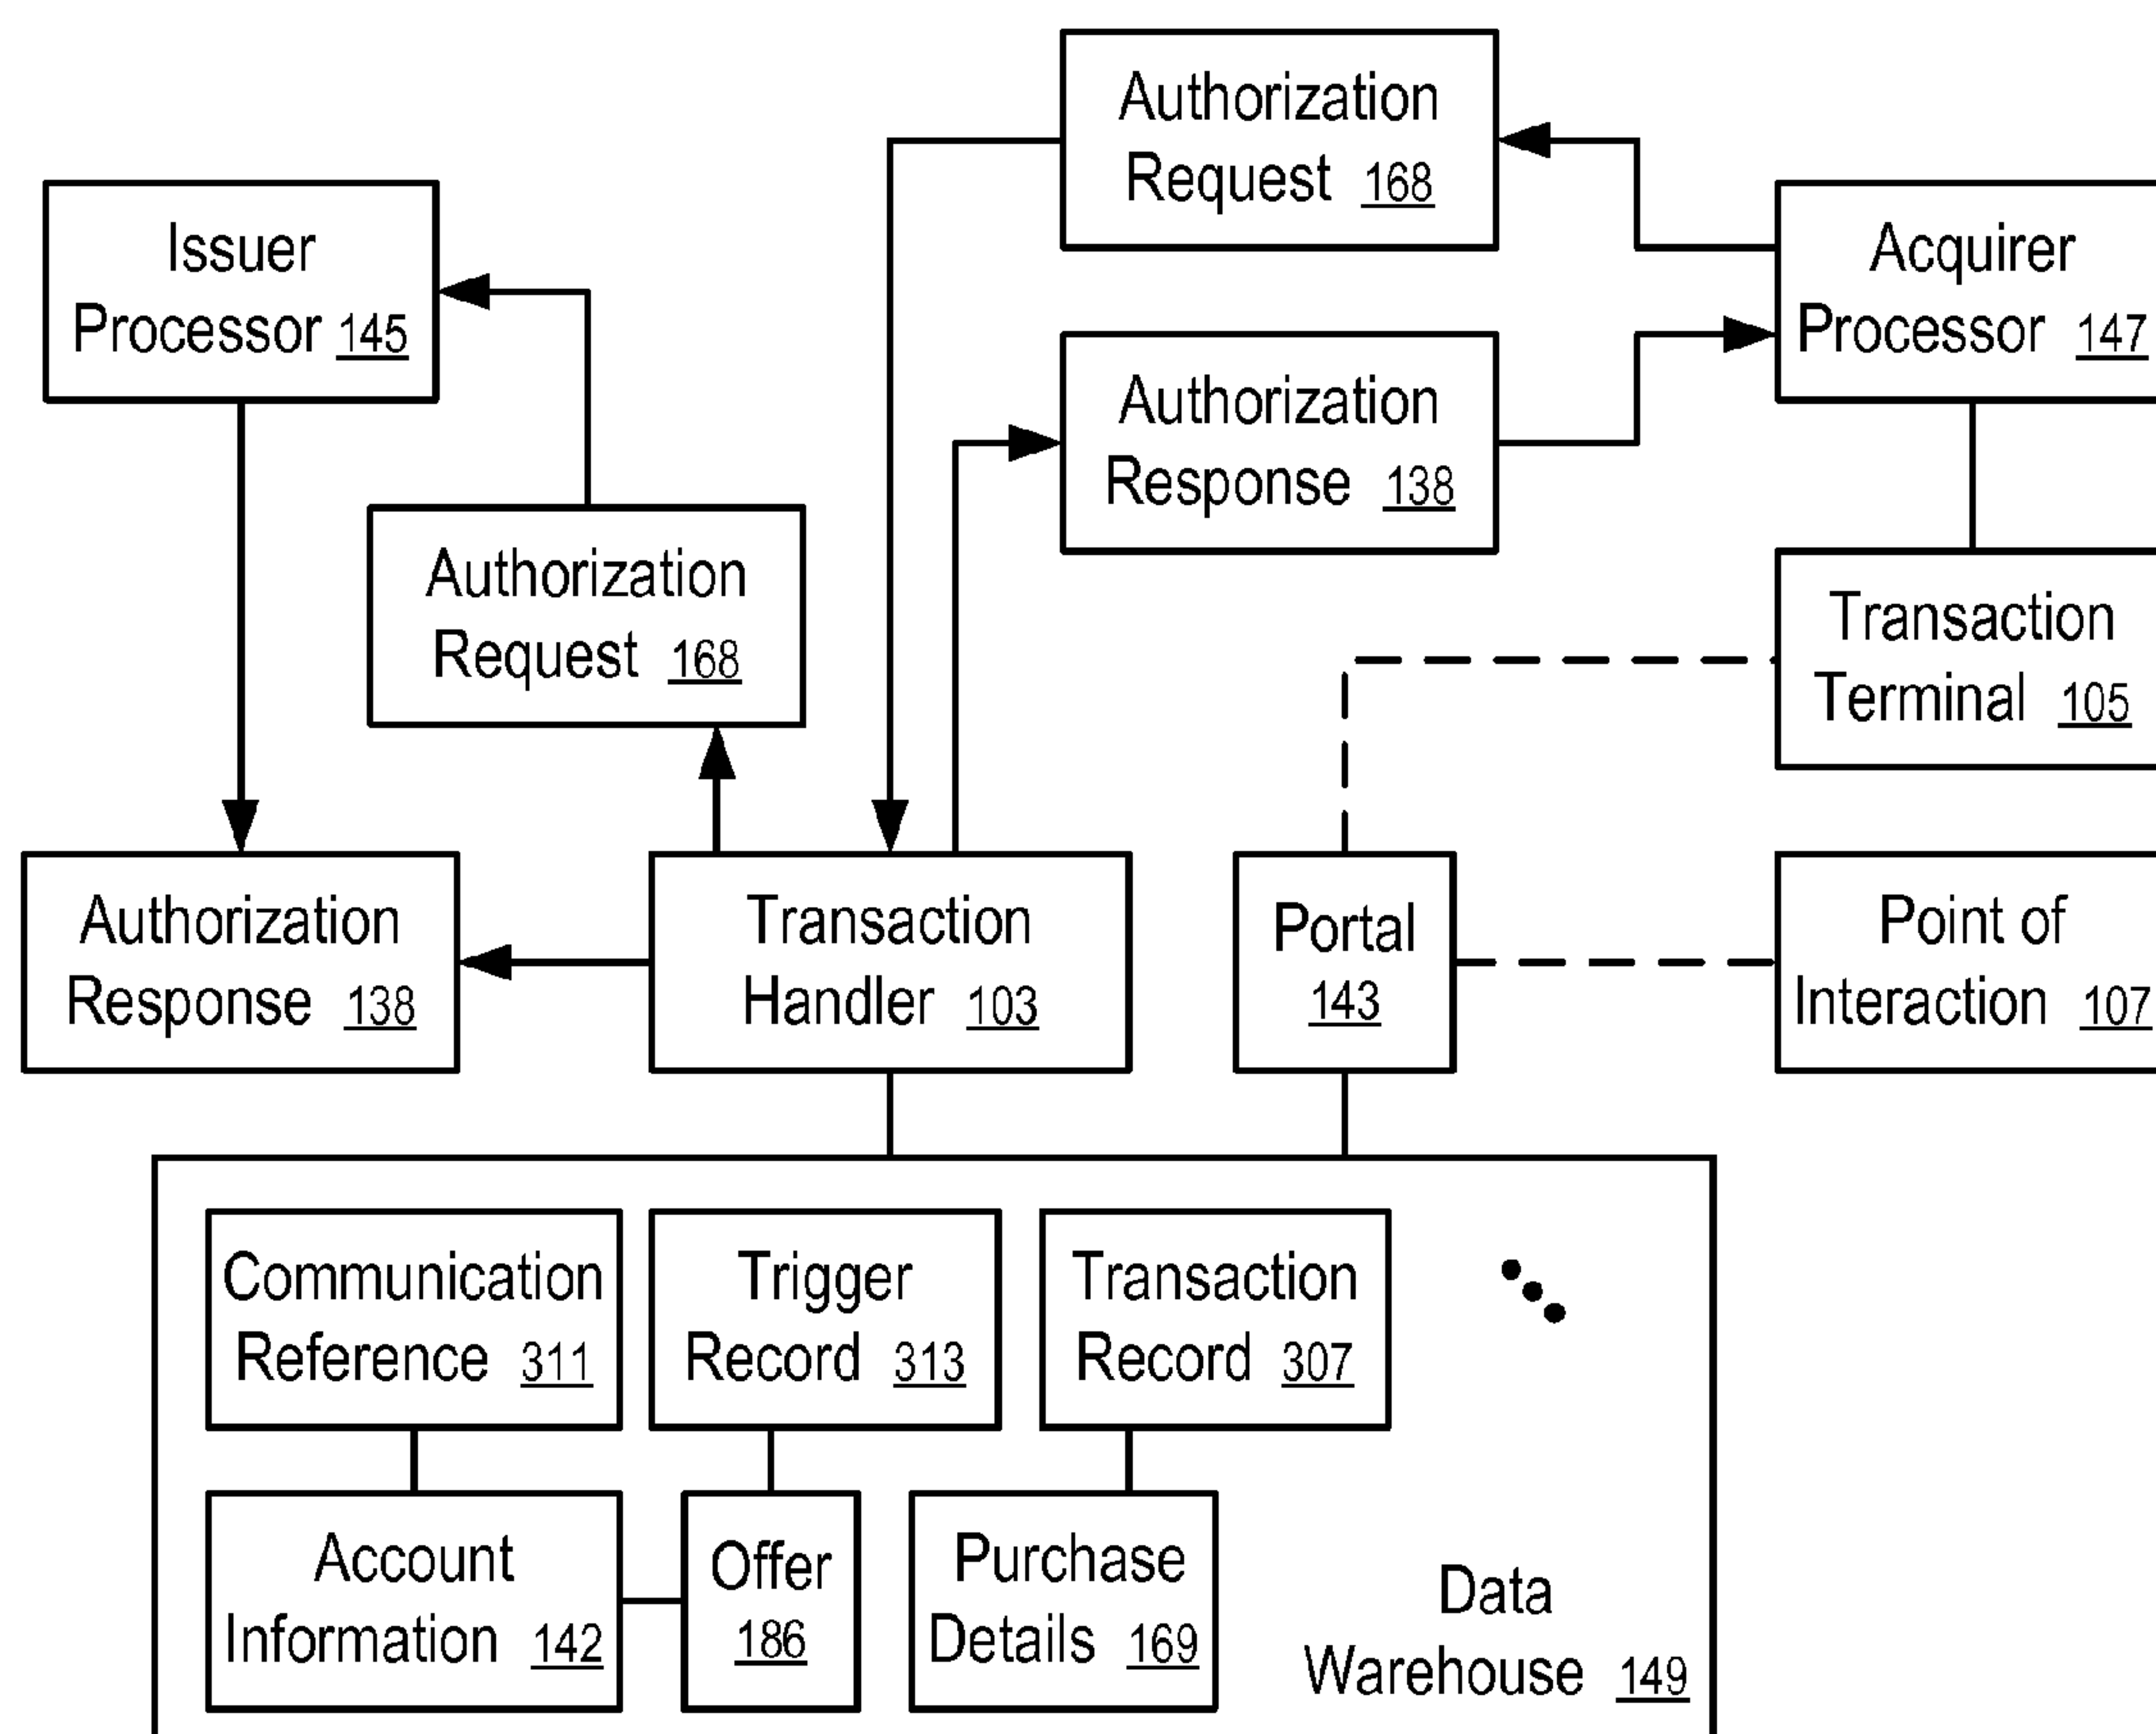 Authorization
Request 168
Issuer
Processor 145
Acquirer
Processor 147
Authorization
Response 138
Authorization
Request 168
Transaction
Terminal 105
Authorization
Response 138
Transaction
Handler 103
Portal
143
Point of
Interaction 107
Communication
Reference 311
Trigger
Record 313
Transaction
Record 307
Account
Information 142
Offer
186
Purchase
Details 169
Data
Warehouse 149